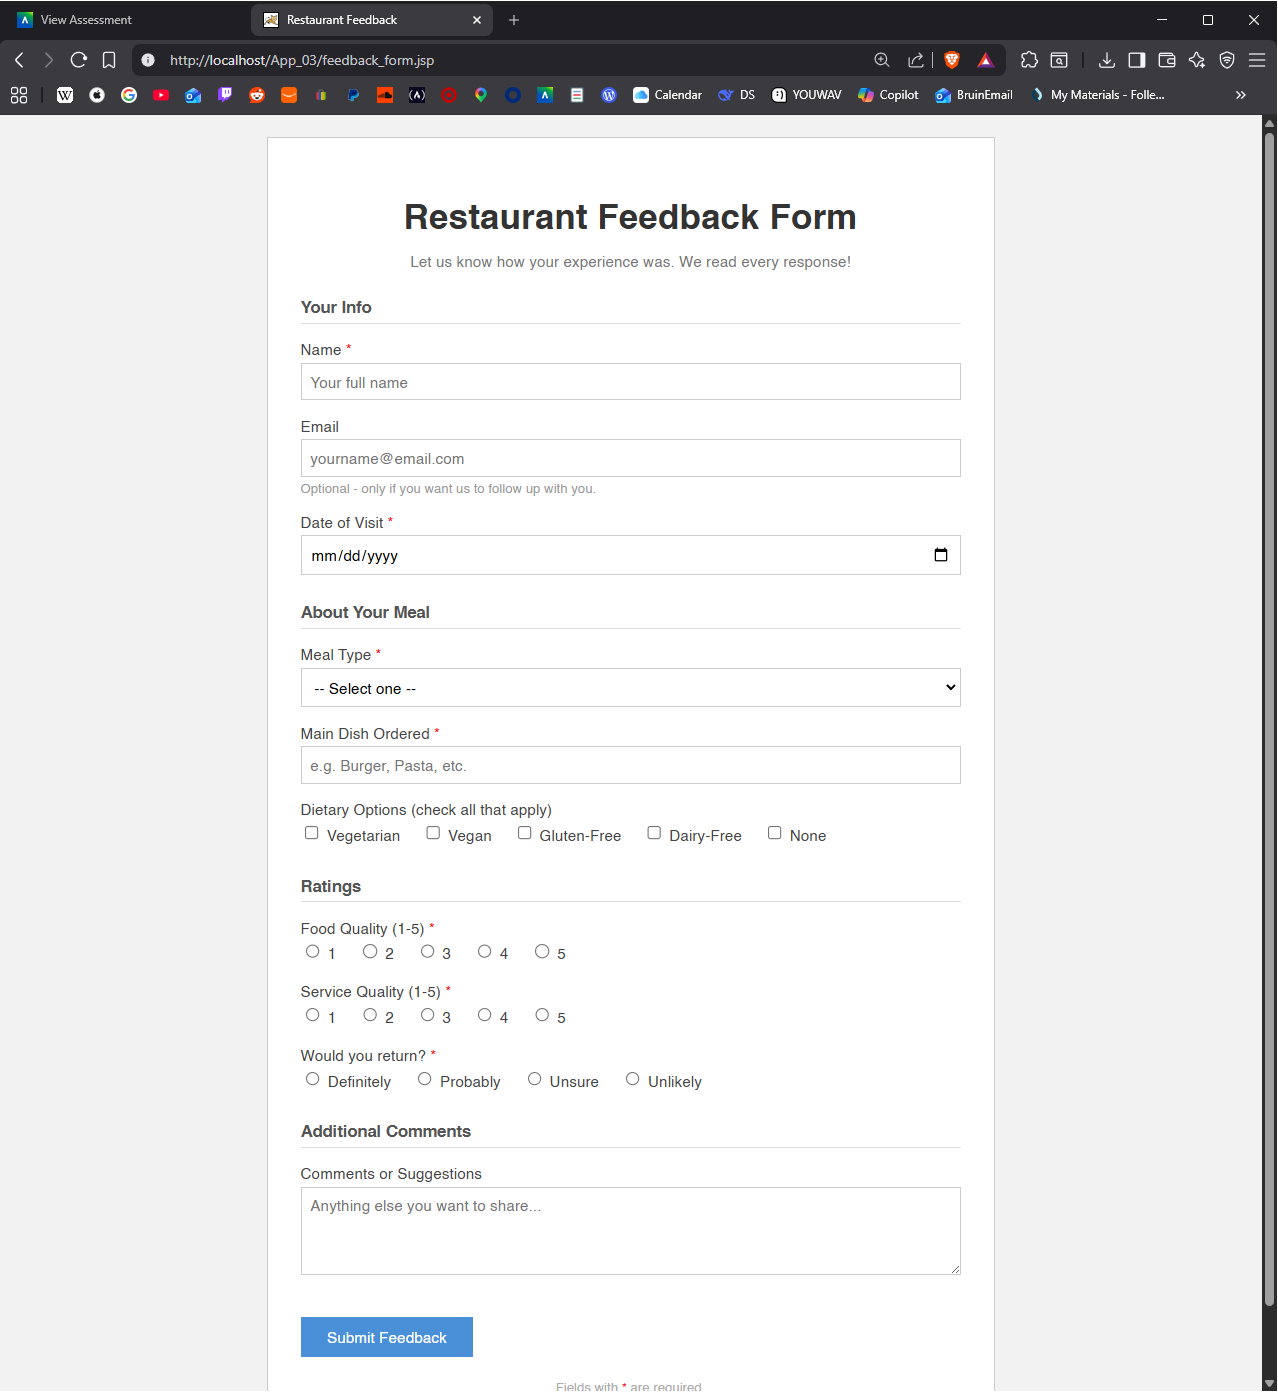 View Assessment
Restaurant Feedback
http://localhost/App_03/feedback_form.jsp
Calendar DS YOUWAV Copilot BruinEmail My Materials - Folle...
Restaurant Feedback Form
Let us know how your experience was. We read every response!
Your Info
Name *
Your full name
Email
yourname@email.com
Optional - only if you want us to follow up with you.
Date of Visit *
mm/dd/yyyy
About Your Meal
Meal Type *
-- Select one --
Main Dish Ordered *
e.g. Burger, Pasta, etc.
Dietary Options (check all that apply)
Vegetarian Vegan Gluten-Free Dairy-Free None
Ratings
Food Quality (1-5) *
1 2 3 4 5
Service Quality (1-5) *
1 2 3 4 5
Would you return? *
Definitely Probably Unsure Unlikely
Additional Comments
Comments or Suggestions
Anything else you want to share...
Submit Feedback
Fields with * are required